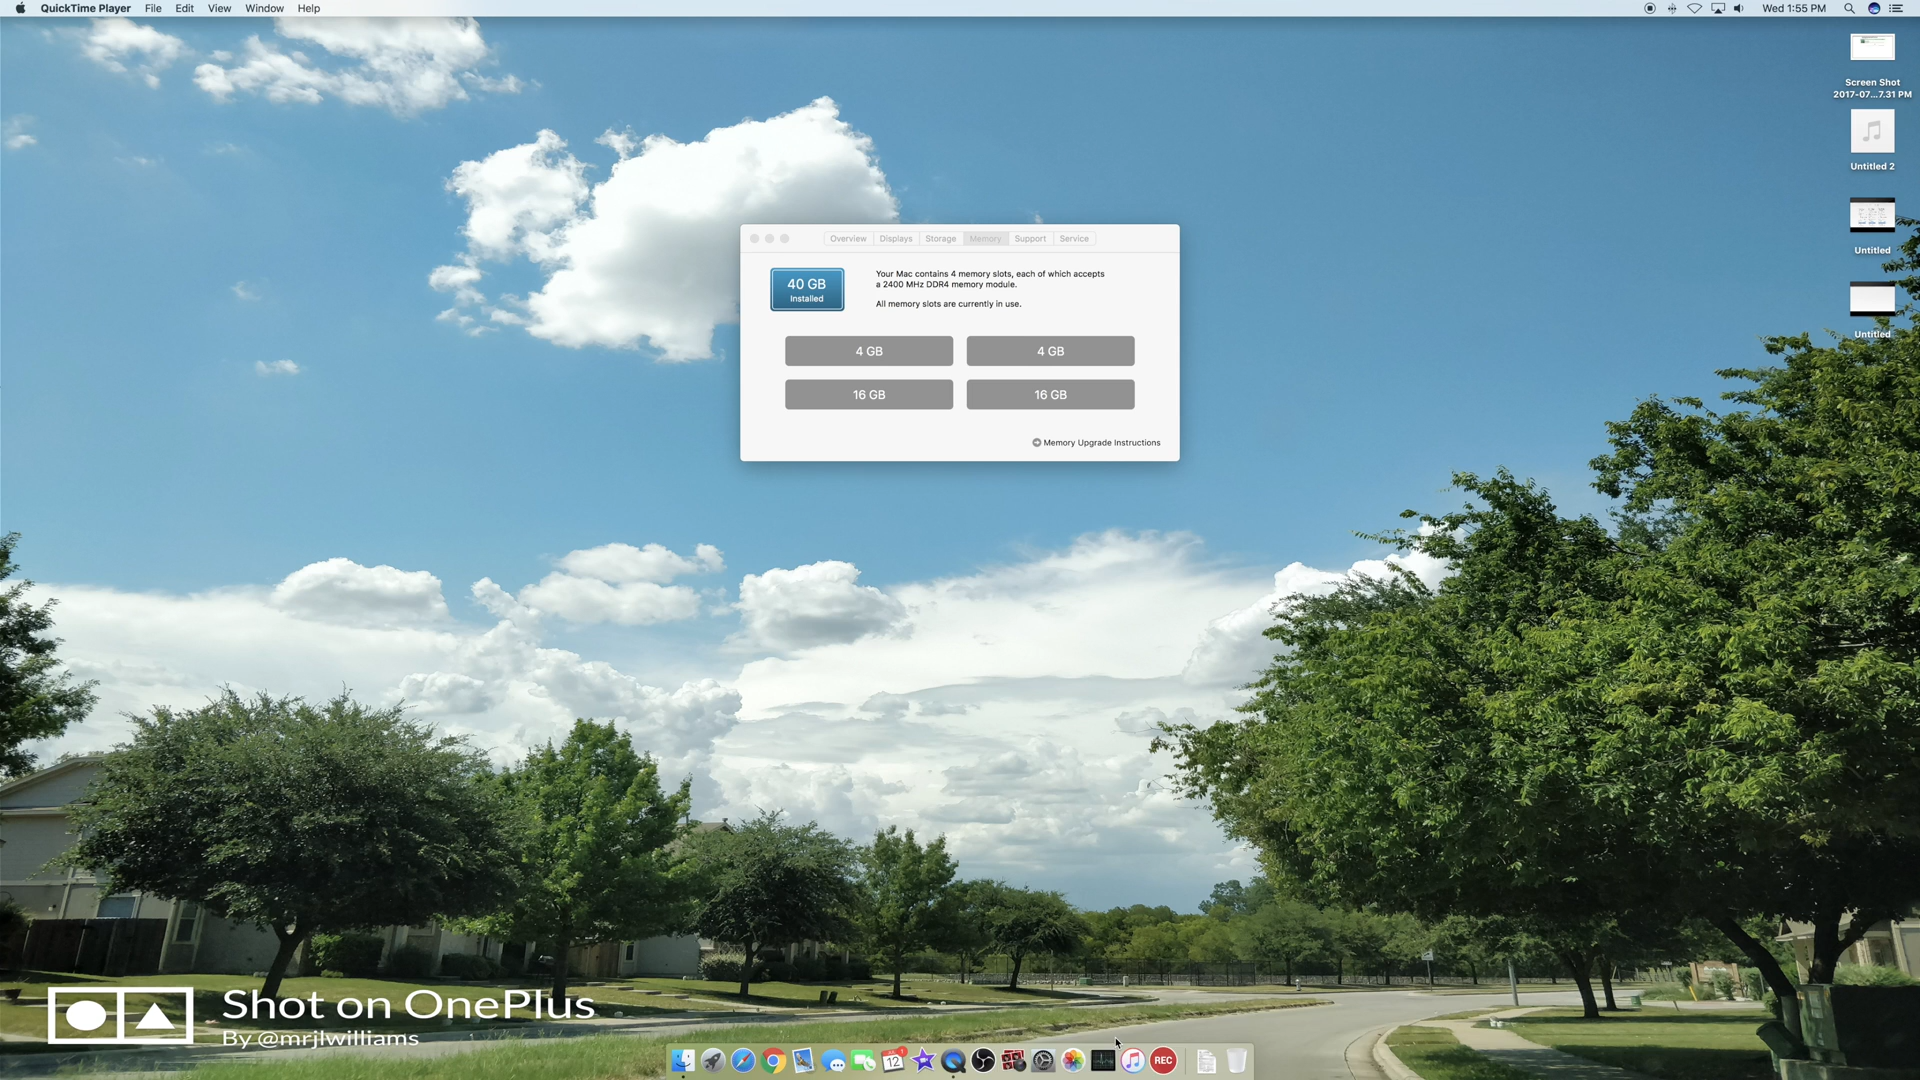 QuickTime Player File Edit View Window Help
Wed 1:55 PM
Screen Shot
2017-07...7.31 PM
Untitled 2
Untitled
Untitled
Overview Displays Storage Memory Support Service
40 GB
Installed
Your Mac contains 4 memory slots, each of which accepts
a 2400 MHz DDR4 memory module.
All memory slots are currently in use.
4 GB 4 GB
16 GB 16 GB
Memory Upgrade Instructions
Shot on OnePlus
By @mrjlwilliams
12
1
REC